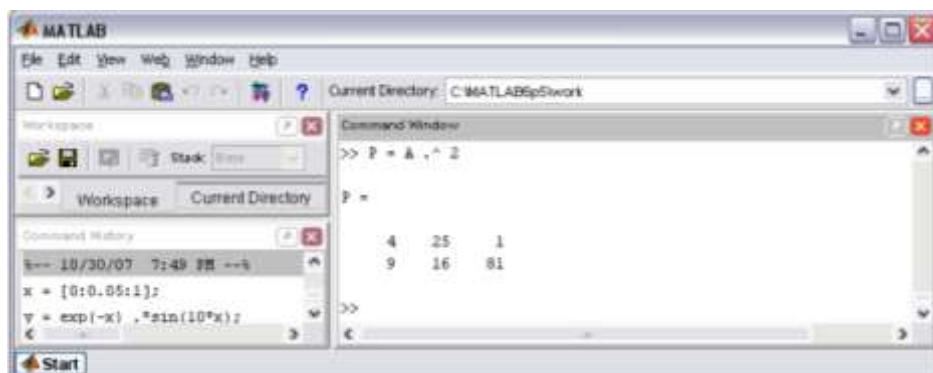 MATLAB
File Edit View Web Window Help
? Current Directory: C:\MATLAB6p5\work
Workspace
Stack: Base
Workspace Current Directory
Command History
%-- 10/30/07 7:49 PM --%
x = [0:0.05:1];
y = exp(-x) .*sin(10*x);
Command Window
>> P = A .^ 2
P =
4 25 1
9 16 81
>>
Start